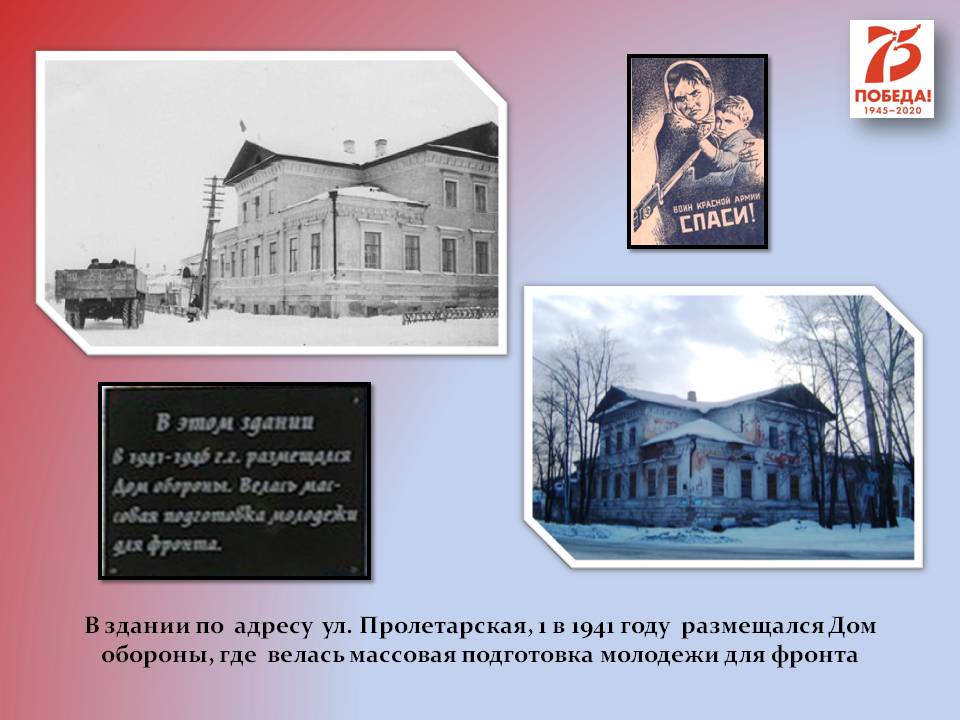 75
ПОБЕДА!
1945–2020
ВОИН КРАСНОЙ АРМИИ
СПАСИ!
В этом здании
в 1941-1946 г.г. размещался
Дом обороны. Велась мас-
совая подготовка молодежи
для фронта.
В здании по адресу ул. Пролетарская, 1 в 1941 году размещался Дом
обороны, где велась массовая подготовка молодежи для фронта